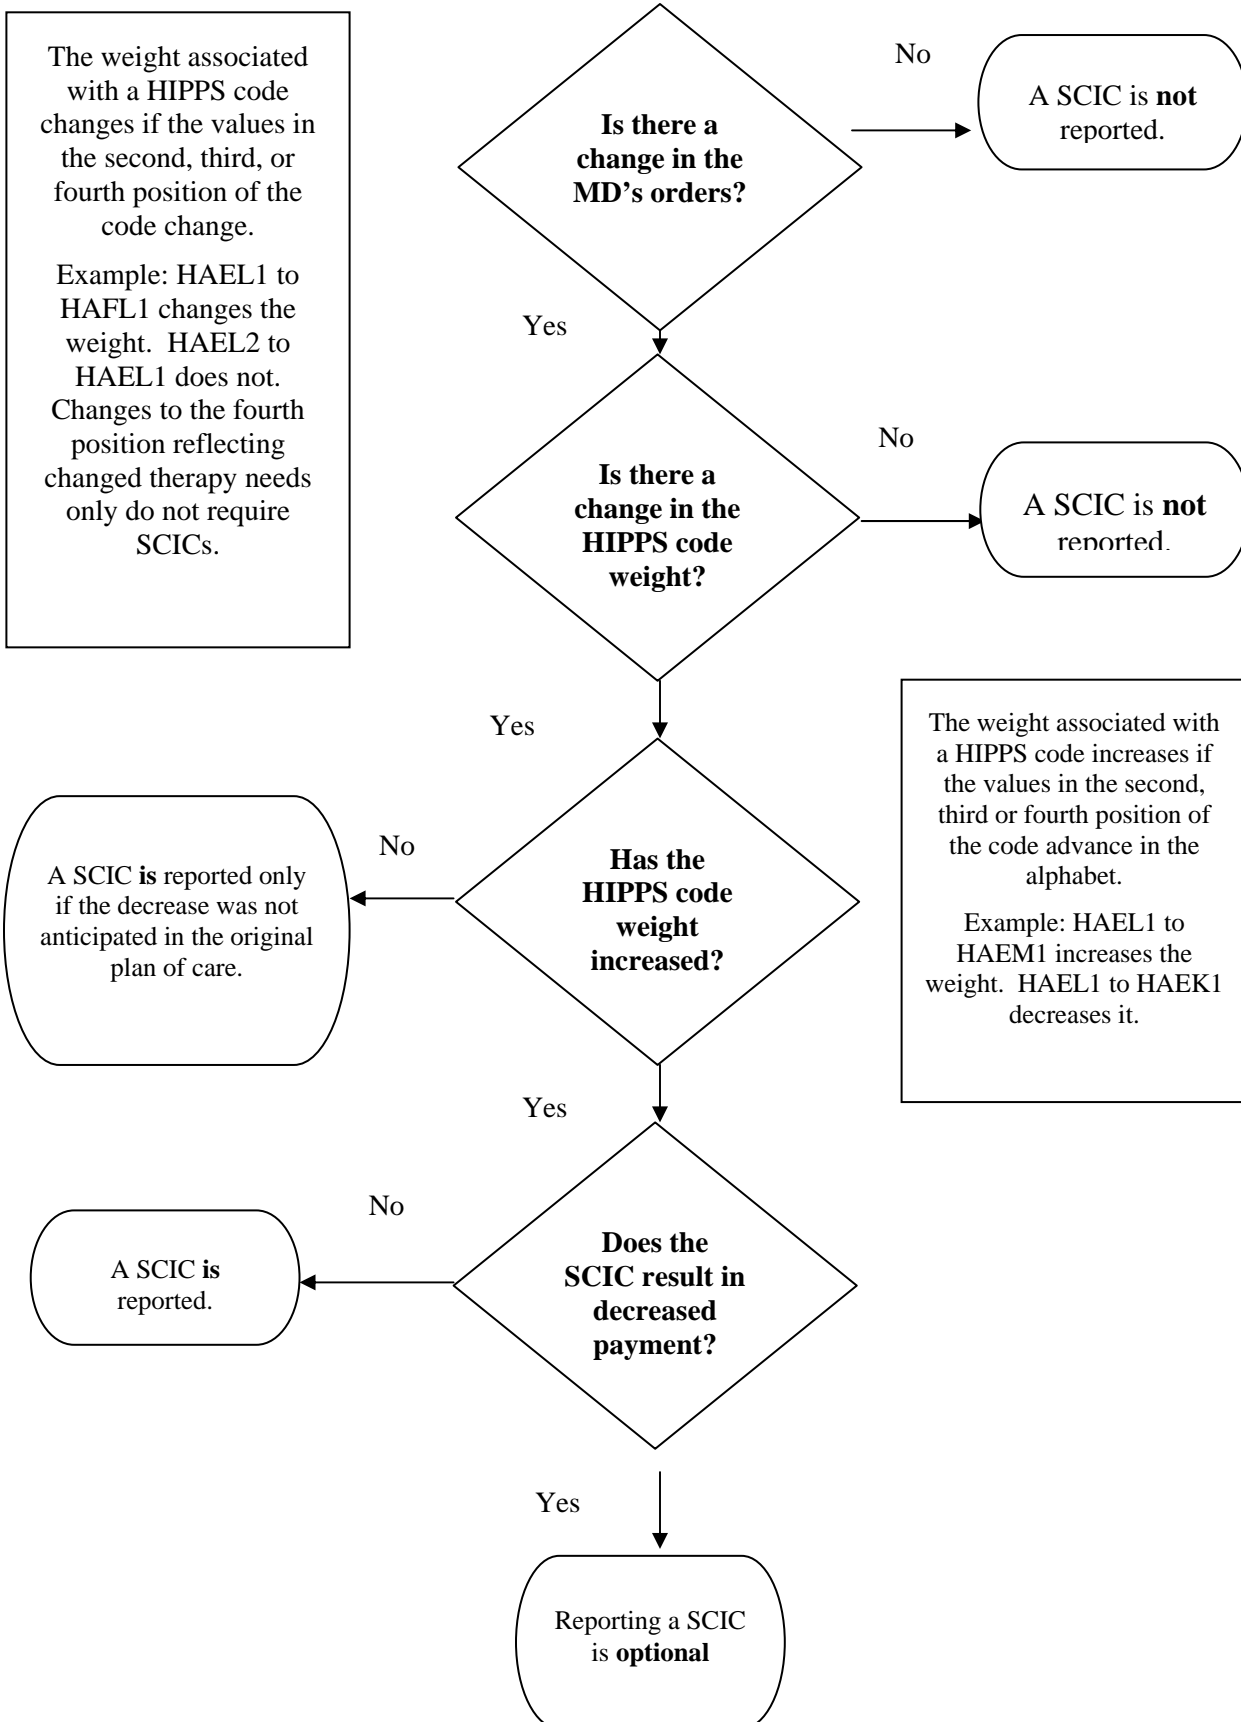 The weight associated
with a HIPPS code
changes if the values in
the second, third, or
fourth position of the
code change.
Example: HAEL1 to
HAFL1 changes the
weight.  HAEL2 to
HAEL1 does not.
Changes to the fourth
position reflecting
changed therapy needs
only do not require
SCICs.
Is there a
change in the
MD's orders?
No
A SCIC is not
reported.
Yes
Is there a
change in the
HIPPS code
weight?
No
A SCIC is not
reported.
Yes
The weight associated with
a HIPPS code increases if
the values in the second,
third or fourth position of
the code advance in the
alphabet.
Example: HAEL1 to
HAEM1 increases the
weight.  HAEL1 to HAEK1
decreases it.
Has the
HIPPS code
weight
increased?
No
A SCIC is reported only
if the decrease was not
anticipated in the original
plan of care.
Yes
Does the
SCIC result in
decreased
payment?
No
A SCIC is
reported.
Yes
Reporting a SCIC
is optional